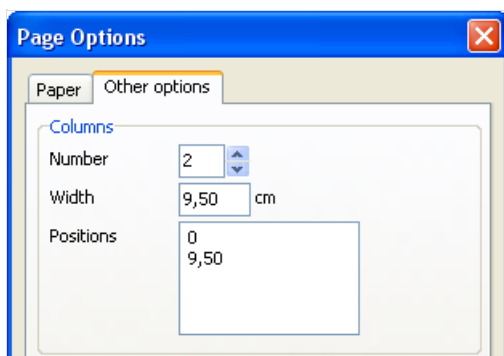 Page Options
Paper Other options
Columns
Number 2
Width 9,50 cm
Positions 0
9,50